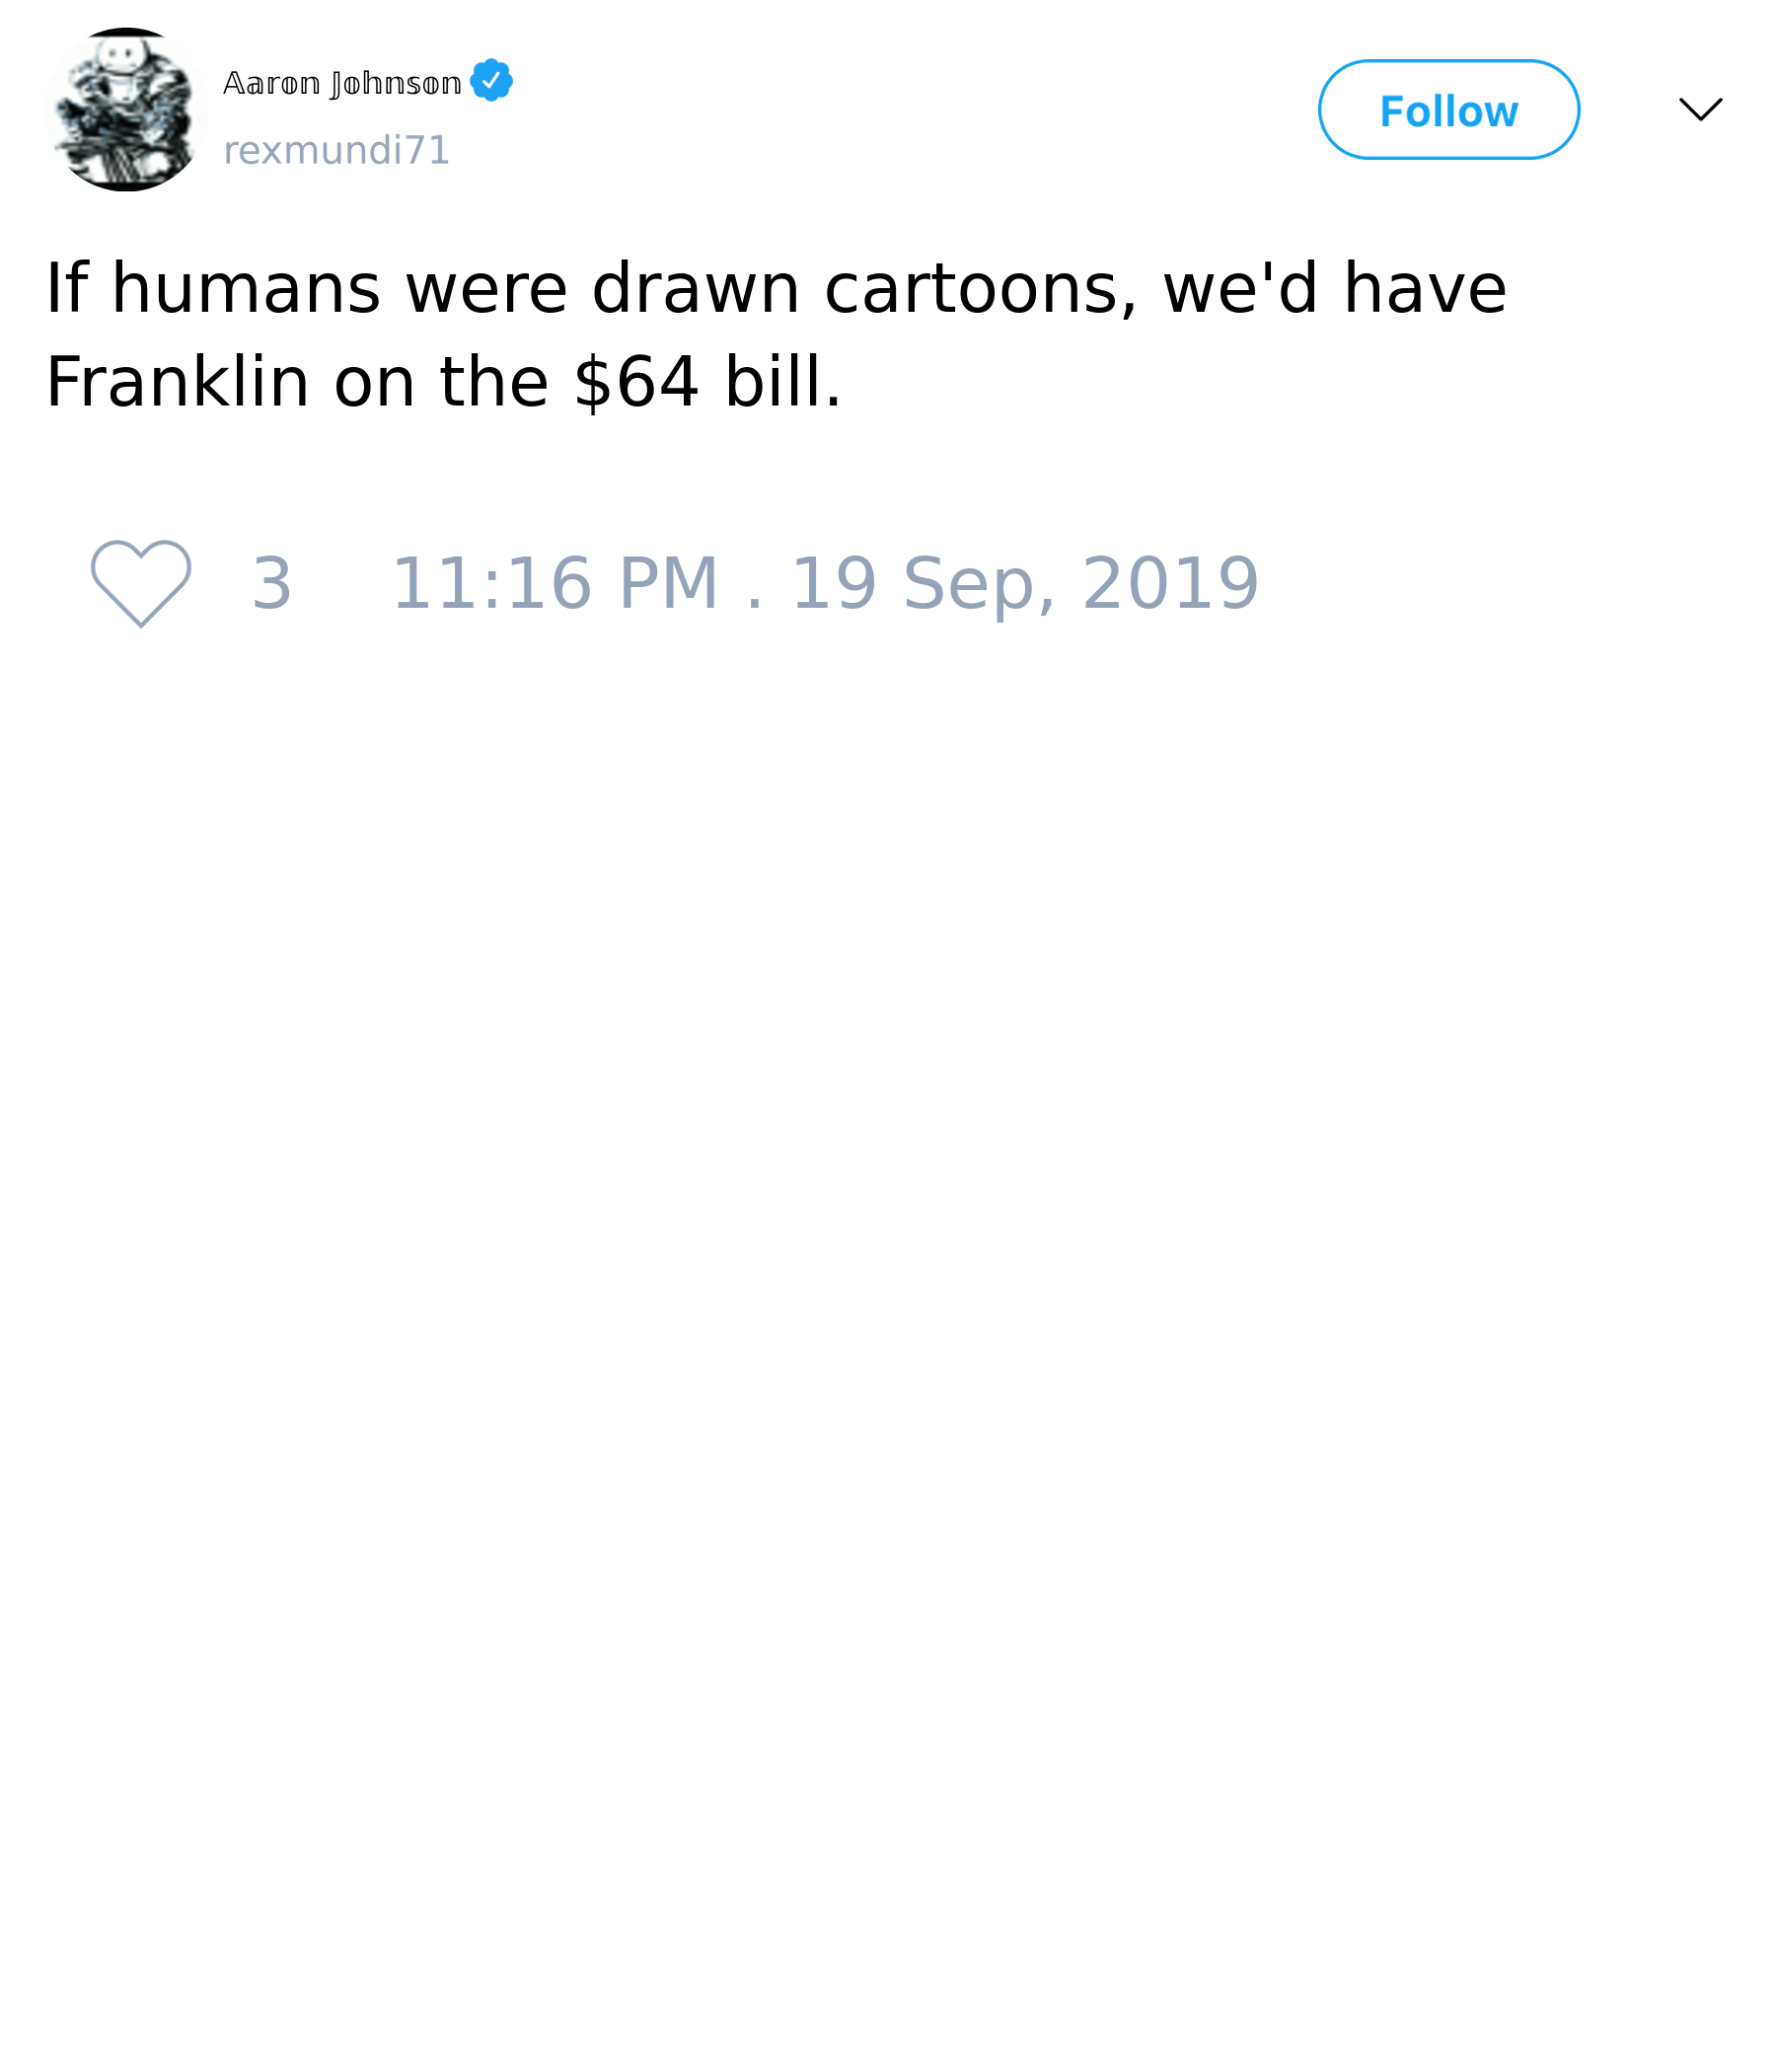 𝔸𝕒𝕣𝕠𝕟 𝕁𝕠𝕙𝕟𝕤𝕠𝕟
Follow
rexmundi71
If humans were drawn cartoons, we'd have
Franklin on the $64 bill.
3 11:16 PM . 19 Sep, 2019